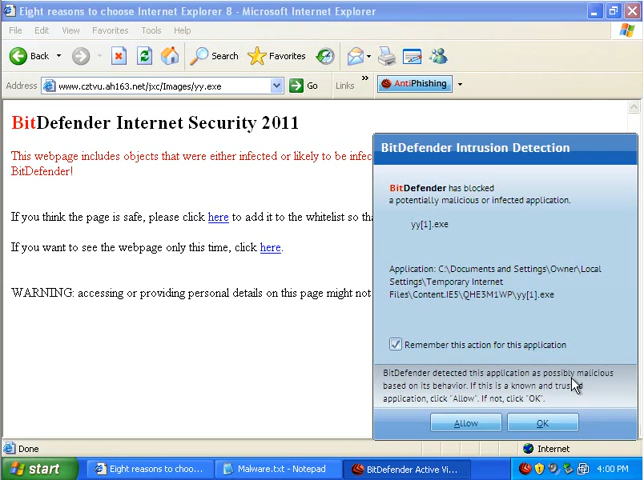 Eight reasons to choose Internet Explorer 8 - Microsoft Internet Explorer
File Edit View Favorites Tools Help
Back Search Favorites
Address www.cztvu.ah163.net/jxc/Images/yy.exe Go Links » AntiPhishing
BitDefender Internet Security 2011
This webpage includes objects that were either infected or likely to be infec
BitDefender!
If you think the page is safe, please click here to add it to the whitelist so tha
If you want to see the webpage only this time, click here.
WARNING: accessing or providing personal details on this page might not
BitDefender Intrusion Detection
BitDefender has blocked
a potentially malicious or infected application.
yy[1].exe
Application: C:\Documents and Settings\Owner\Local
Settings\Temporary Internet
Files\Content.IE5\QHE3M1WP\yy[1].exe
Remember this action for this application
BitDefender detected this application as possibly malicious
based on its behavior. If this is a known and
application, click "Allow". If not, click "OK".
Allow OK
Done Internet
start Eight reasons to choo... Malware.txt - Notepad BitDefender Active Vi... 4:00 PM